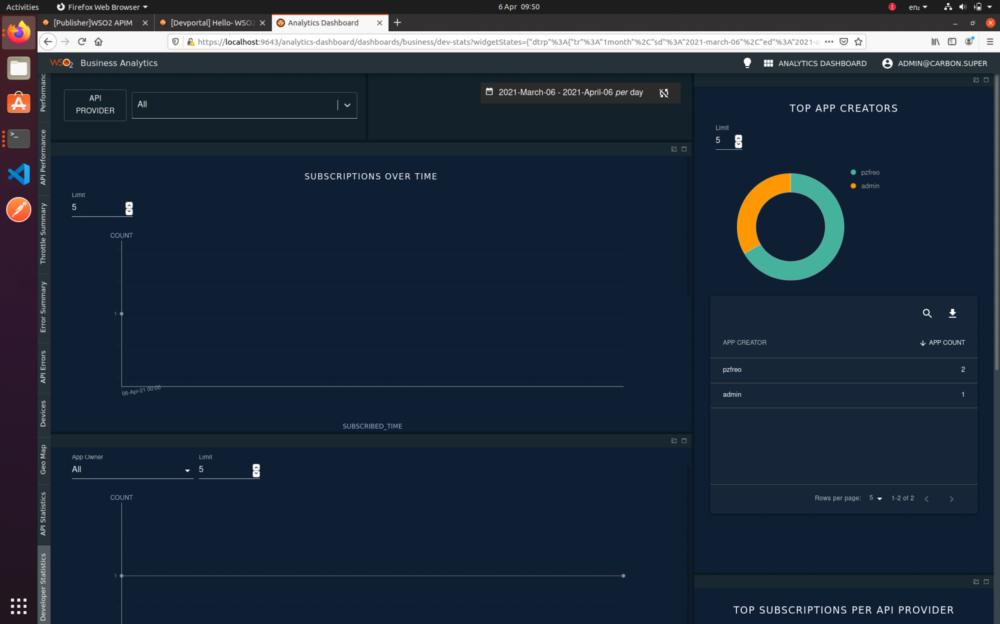 Activities
Firefox Web Browser
6 Apr 09:50
en₂
[Publisher]WSO2 APIM
[Devportal] Hello- WSO2
Analytics Dashboard
https://localhost:9643/analytics-dashboard/dashboards/business/dev-stats?widgetStates={"dtrp"%3A{"tr"%3A"1month"%2C"sd"%3A"2021-march-06"%2C"ed"%3A"2021-a
WSO2 Business Analytics
ANALYTICS DASHBOARD
ADMIN@CARBON.SUPER
Performanc
API Performance
Throttle Summary
Error Summary
API Errors
Devices
Geo Map
API Statistics
Developer Statistics
API
PROVIDER
All
2021-March-06 - 2021-April-06 per day
SUBSCRIPTIONS OVER TIME
Limit
5
COUNT
1
06-Apr-21 00:00
SUBSCRIBED_TIME
App Owner
All
Limit
5
COUNT
1
TOP APP CREATORS
Limit
5
pzfreo
admin
APP CREATOR
APP COUNT
pzfreo 2
admin 1
Rows per page: 5 1-2 of 2
TOP SUBSCRIPTIONS PER API PROVIDER